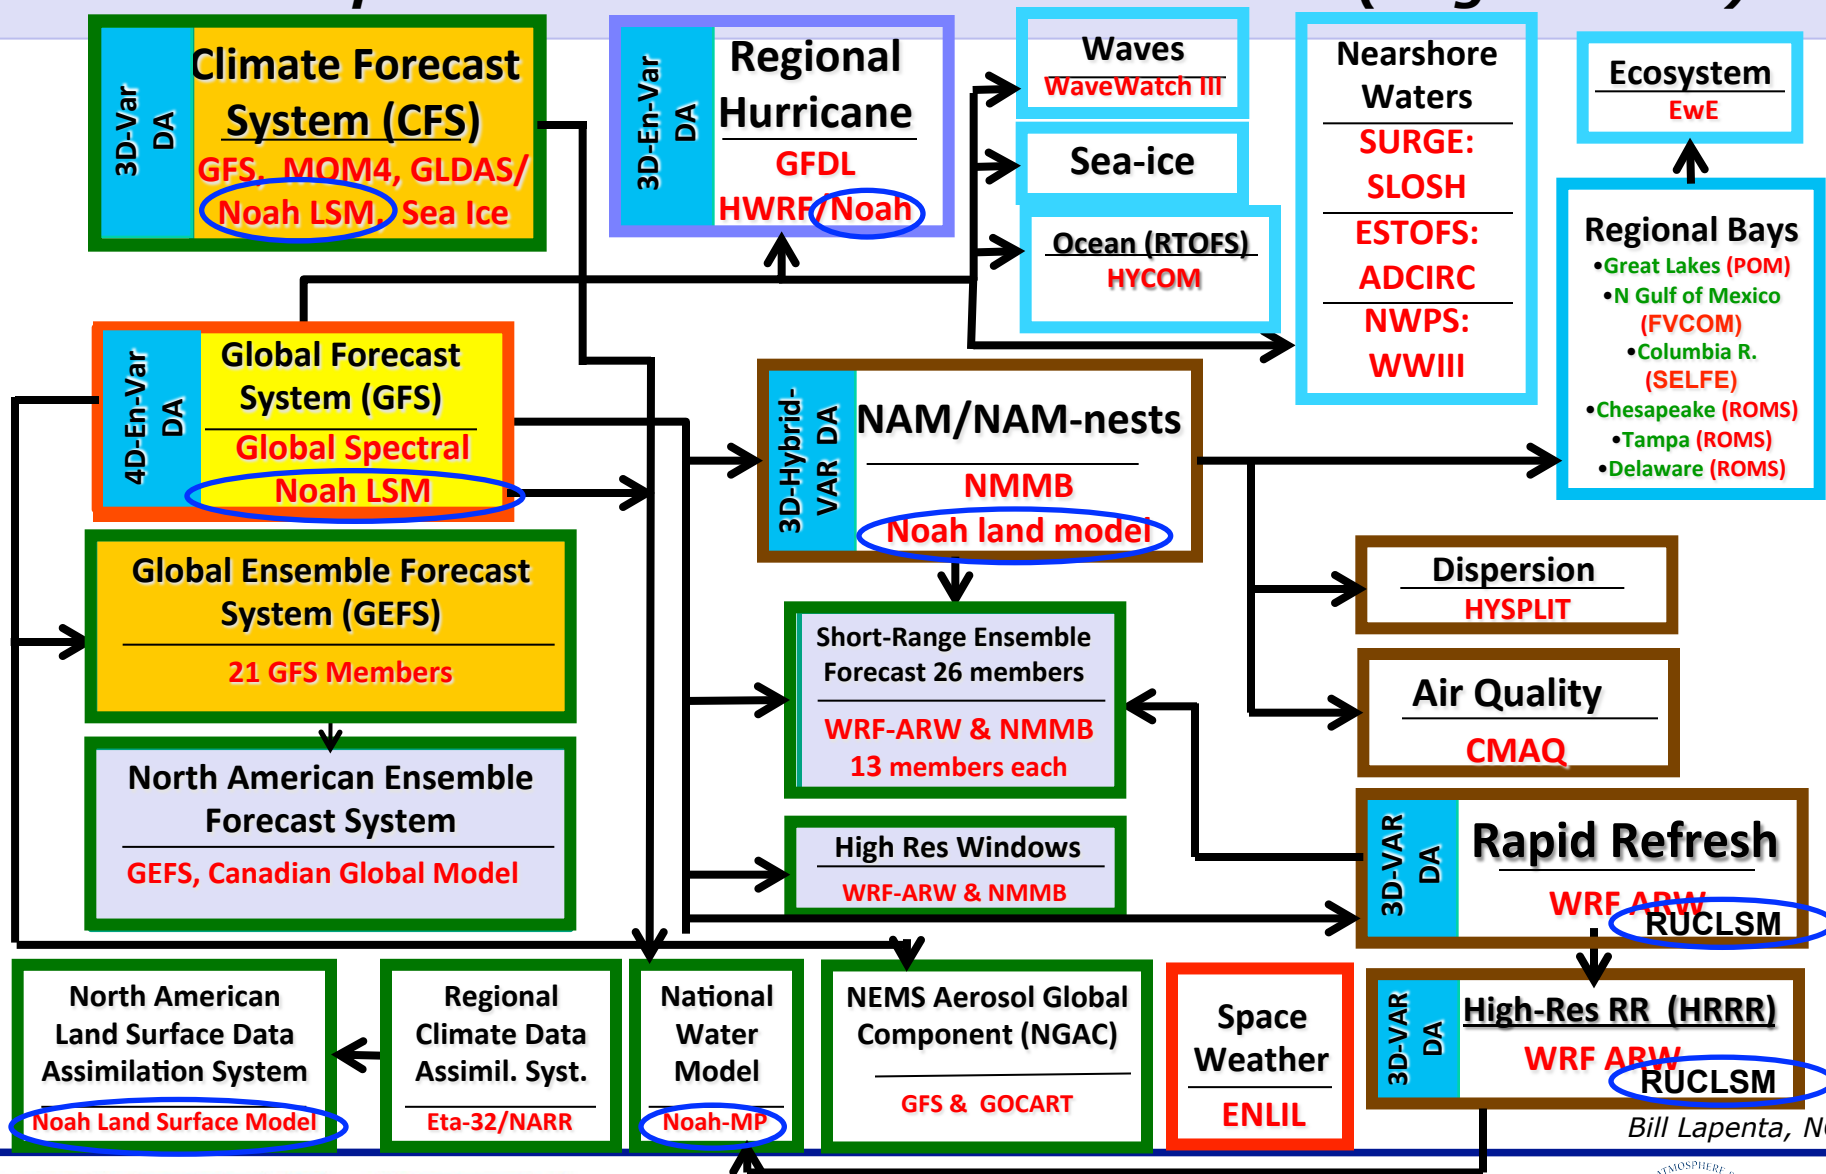 3D-Var
DA
Climate Forecast
System (CFS)
GFS, MOM4, GLDAS/
Noah LSM, Sea Ice
3D-En-Var
DA
Regional
Hurricane
GFDL
HWRF/Noah
Waves
WaveWatch III
Sea-ice
Ocean (RTOFS)
HYCOM
Nearshore
Waters
SURGE:
SLOSH
ESTOFS:
ADCIRC
NWPS:
WWIII
Ecosystem
EwE
Regional Bays
•Great Lakes (POM)
•N Gulf of Mexico
(FVCOM)
•Columbia R.
(SELFE)
•Chesapeake (ROMS)
•Tampa (ROMS)
•Delaware (ROMS)
4D-En-Var
DA
Global Forecast
System (GFS)
Global Spectral
Noah LSM
3D-Hybrid-
VAR DA
NAM/NAM-nests
NMMB
Noah land model
Global Ensemble Forecast
System (GEFS)
21 GFS Members
Short-Range Ensemble
Forecast 26 members
WRF-ARW & NMMB
13 members each
Dispersion
HYSPLIT
Air Quality
CMAQ
North American Ensemble
Forecast System
GEFS, Canadian Global Model
High Res Windows
WRF-ARW & NMMB
3D-VAR
DA
Rapid Refresh
WRF ARW
RUCLSM
North American
Land Surface Data
Assimilation System
Noah Land Surface Model
Regional
Climate Data
Assimil. Syst.
Eta-32/NARR
National
Water
Model
Noah-MP
NEMS Aerosol Global
Component (NGAC)
GFS & GOCART
Space
Weather
ENLIL
3D-VAR
DA
High-Res RR (HRRR)
WRF ARW
RUCLSM
Bill Lapenta,